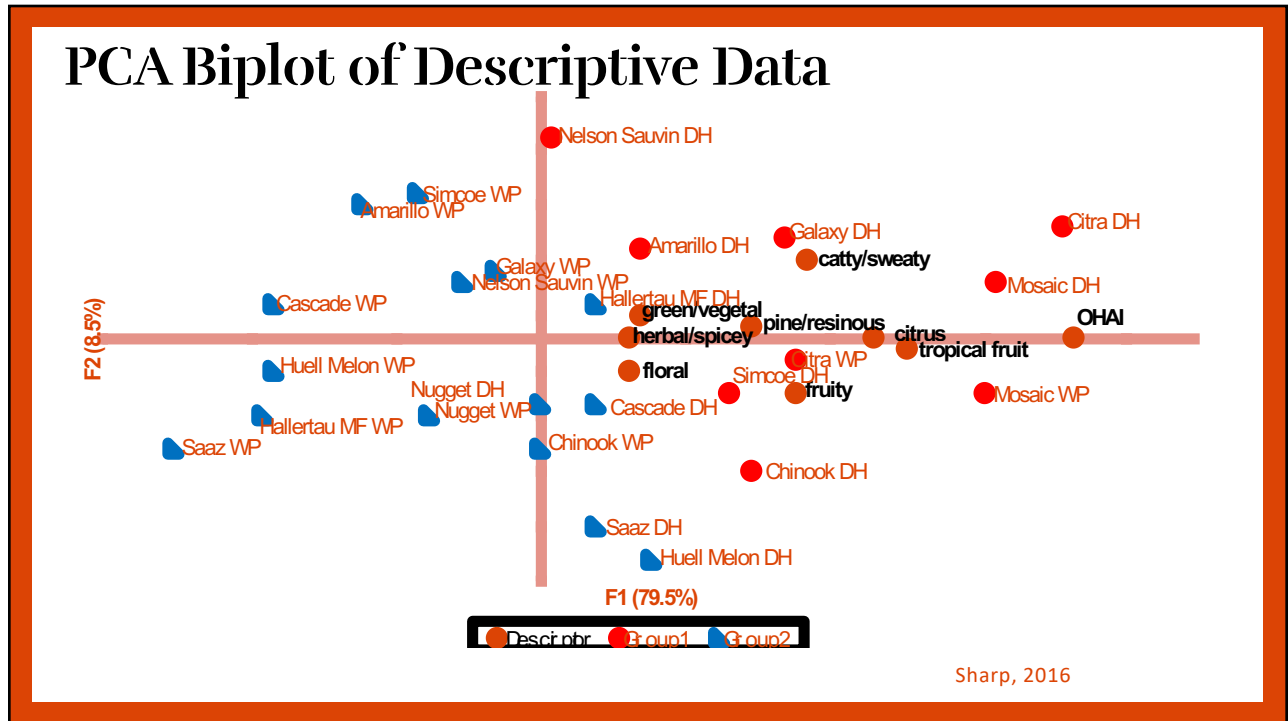 PCA Biplot of Descriptive Data
Nelson Sauvin DH
Simcoe WP
Amarillo WP
Citra DH
Galaxy DH
Amarillo DH
catty/sweaty
Galaxy WP
Nelson Sauvin WP
Mosaic DH
Cascade WP
Hallertau MF DH
green/vegetal
OHAI
pine/resinous
herbal/spicey
citrus
tropical fruit
F2 (8.5%)
Citra WP
Huell Melon WP
floral
Simcoe DH
fruity
Mosaic WP
Nugget DH
Nugget WP
Cascade DH
Hallertau MF WP
Saaz WP
Chinook WP
Chinook DH
Saaz DH
Huell Melon DH
F1 (79.5%)
Descriptor Group1 Group2
Sharp, 2016